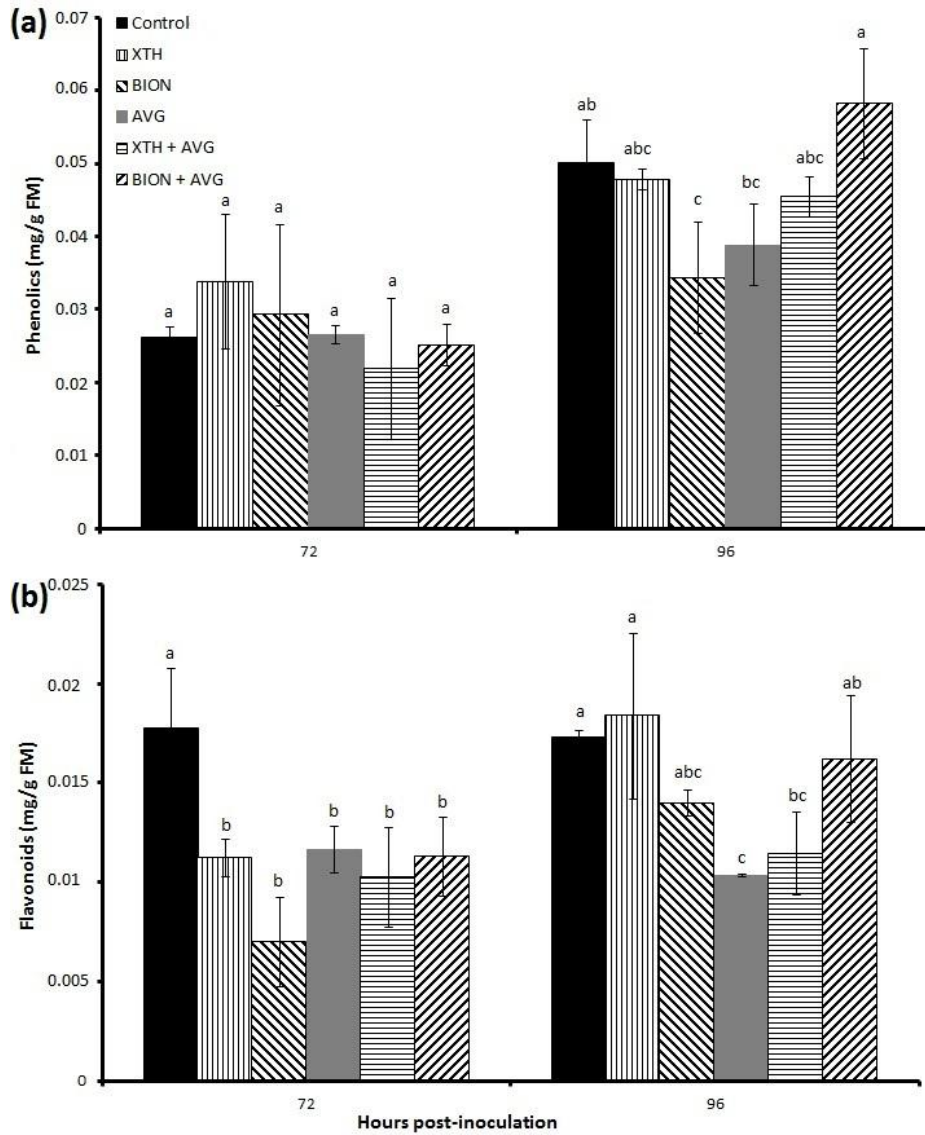 (a)
Phenolics (mg/g FM)
0.07
0.06
0.05
0.04
0.03
0.02
0.01
0
Control
XTH
BION
AVG
XTH + AVG
BION + AVG
a
a
a
a
a
a
ab
abc
c
bc
abc
a
72
96
(b)
Flavonoids (mg/g FM)
0.025
0.02
0.015
0.01
0.005
0
a
b
b
b
b
b
a
a
abc
c
bc
ab
72
96
Hours post-inoculation